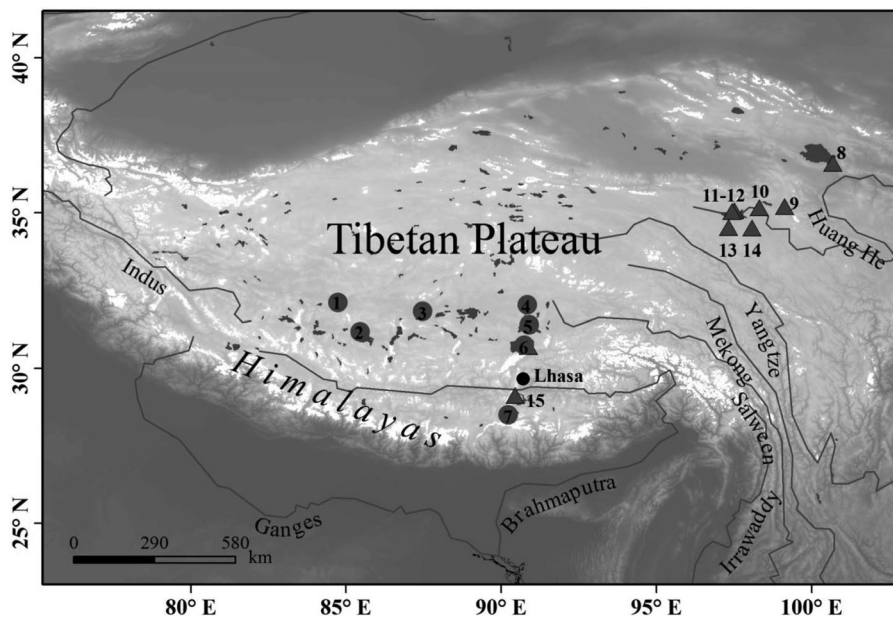 40° N
35° N
30° N
25° N
80° E
85° E
90° E
95° E
100° E
Tibetan Plateau
Himalayas
Indus
Ganges
Brahmaputra
Irrawaddy
Salween
Mekong
Yangtze
Huang He
Lhasa
1
2
3
4
5
6
7
8
9
10
11-12
13
14
15
0 290 580
km